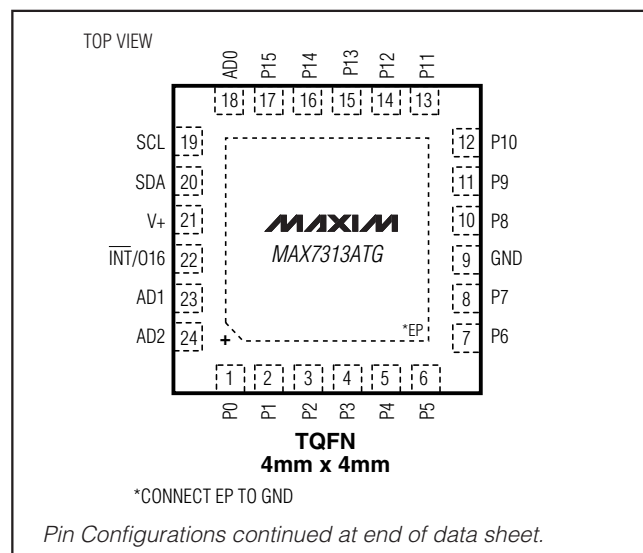 TOP VIEW
AD0 P15 P14 P13 P12 P11
18 17 16 15 14 13
SCL 19 12 P10
SDA 20 11 P9
V+ 21 MAXIM 10 P8
INT/O16 22 MAX7313ATG 9 GND
AD1 23 8 P7
AD2 24 + *EP 7 P6
1 2 3 4 5 6
P0 P1 P2 P3 P4 P5
TQFN
4mm x 4mm
*CONNECT EP TO GND
Pin Configurations continued at end of data sheet.